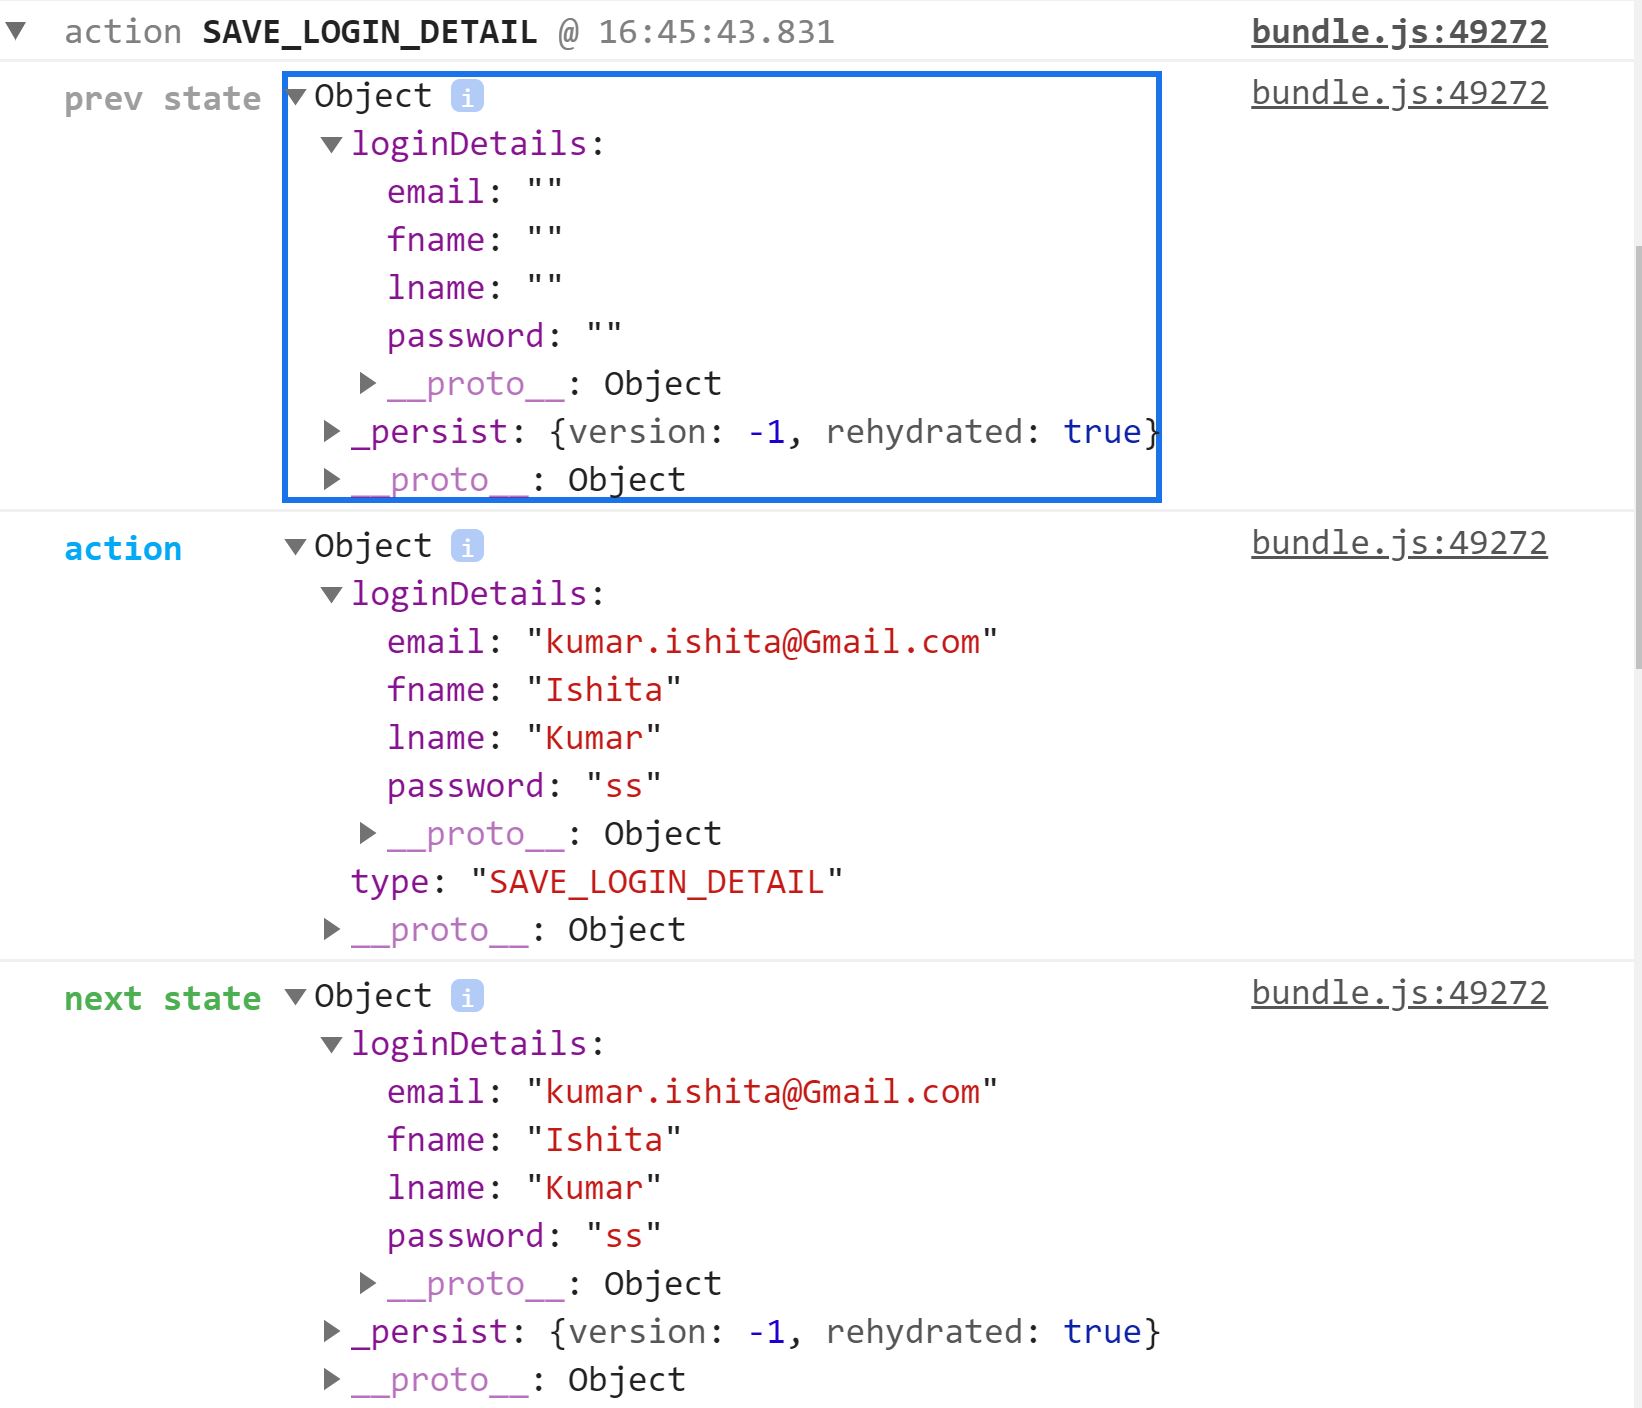 action SAVE_LOGIN_DETAIL @ 16:45:43.831 bundle.js:49272
prev state Object i bundle.js:49272
loginDetails:
email: ""
fname: ""
lname: ""
password: ""
__proto__: Object
_persist: {version: -1, rehydrated: true}
__proto__: Object
action Object i bundle.js:49272
loginDetails:
email: "kumar.ishita@Gmail.com"
fname: "Ishita"
lname: "Kumar"
password: "ss"
__proto__: Object
type: "SAVE_LOGIN_DETAIL"
__proto__: Object
next state Object i bundle.js:49272
loginDetails:
email: "kumar.ishita@Gmail.com"
fname: "Ishita"
lname: "Kumar"
password: "ss"
__proto__: Object
_persist: {version: -1, rehydrated: true}
__proto__: Object